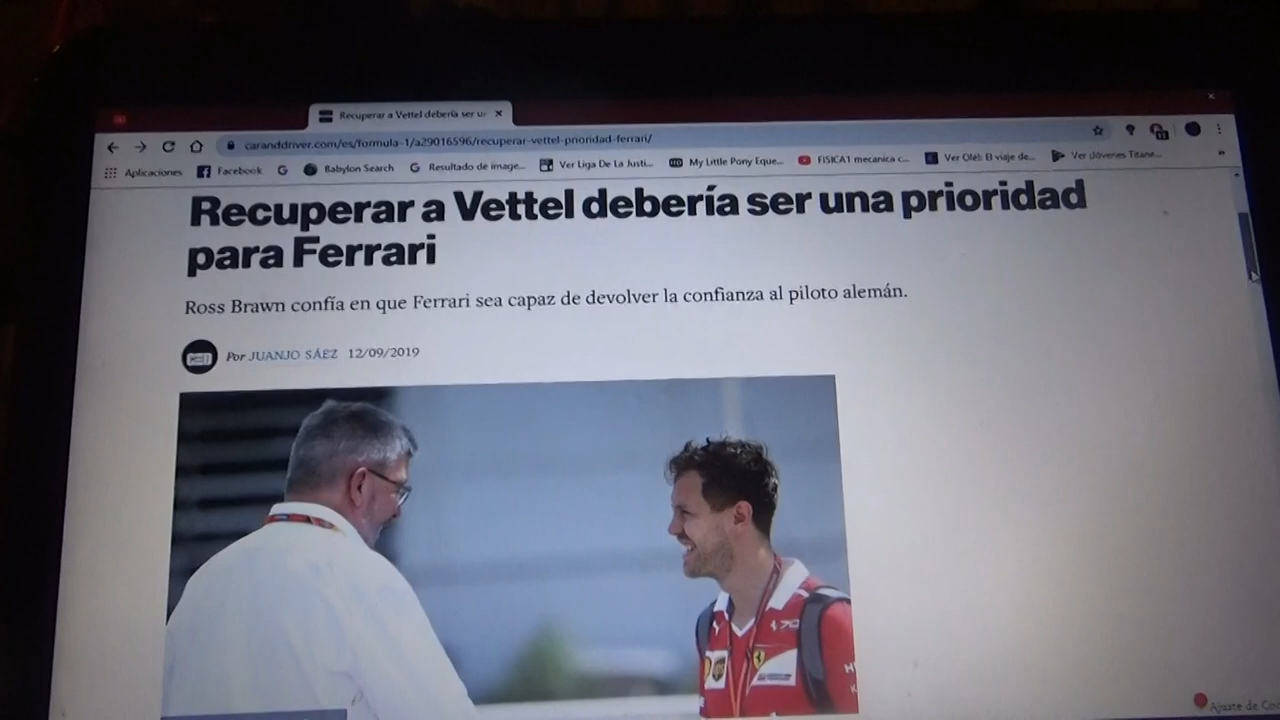 Recuperar a Vettel debería ser u
caranddriver.com/es/formula-1/a29016596/recuperar-vettel-prioridad-ferrari/
Aplicaciones Facebook Babylon Search Resultado de image... Ver Liga De La Justi... My Little Pony Eque... FISICA1 mecanica c... Ver Olé!: El viaje de... Ver Jóvenes Titane...
Recuperar a Vettel debería ser una prioridad
para Ferrari
Ross Brawn confía en que Ferrari sea capaz de devolver la confianza al piloto alemán.
Por JUANJO SÁEZ 12/09/2019
Ajuste de